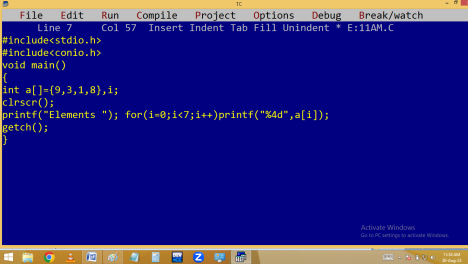 TC
File Edit Run Compile Project Options Debug Break/watch
Line 7 Col 57 Insert Indent Tab Fill Unindent * E:11AM.C
#include<stdio.h>
#include<conio.h>
void main()
{
int a[]={9,3,1,8},i;
clrscr();
printf("Elements "); for(i=0;i<7;i++)printf("%4d",a[i]);
getch();
}
Activate Windows
Go to PC settings to activate Windows.